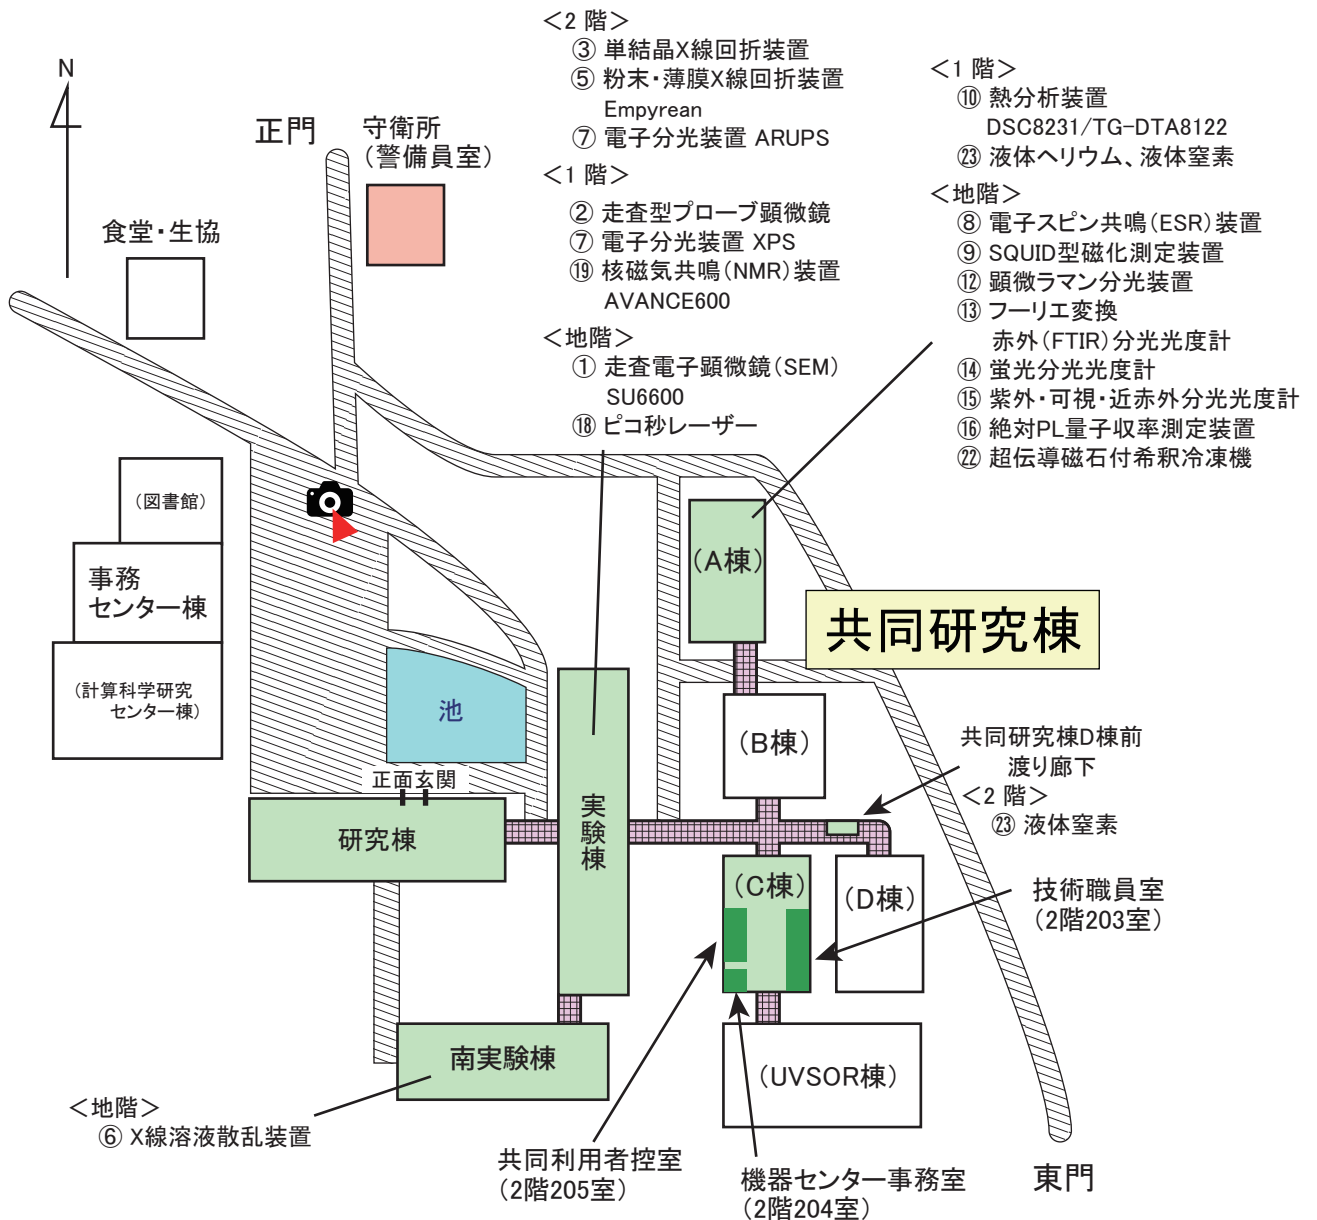 N
正門
守衛所
（警備員室）
食堂・生協
＜2 階＞
③ 単結晶X線回折装置
⑤ 粉末・薄膜X線回折装置
Empyrean
⑦ 電子分光装置 ARUPS
＜1 階＞
② 走査型プローブ顕微鏡
⑦ 電子分光装置 XPS
⑲ 核磁気共鳴（NMR）装置
AVANCE600
＜地階＞
① 走査電子顕微鏡（SEM）
SU6600
⑱ ピコ秒レーザー
＜1 階＞
⑩ 熱分析装置
DSC8231/TG-DTA8122
㉓ 液体ヘリウム、液体窒素
＜地階＞
⑧ 電子スピン共鳴（ESR）装置
⑨ SQUID型磁化測定装置
⑫ 顕微ラマン分光装置
⑬ フーリエ変換
赤外（FTIR）分光光度計
⑭ 蛍光分光光度計
⑮ 紫外・可視・近赤外分光光度計
⑯ 絶対PL量子収率測定装置
㉒ 超伝導磁石付希釈冷凍機
（図書館）
事務
センター棟
（計算科学研究
センター棟）
池
正面玄関
研究棟
実験棟
（A棟）
共同研究棟
（B棟）
共同研究棟D棟前
渡り廊下
＜2 階＞
㉓ 液体窒素
（C棟）
（D棟）
技術職員室
（2階203室）
南実験棟
（UVSOR棟）
＜地階＞
⑥ X線溶液散乱装置
共同利用者控室
（2階205室）
機器センター事務室
（2階204室）
東門